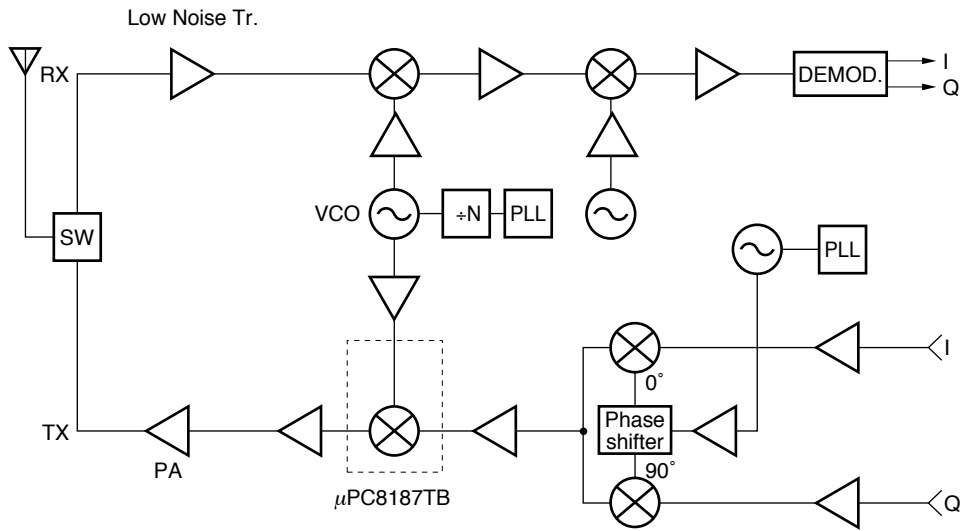 Low Noise Tr.
RX
DEMOD.
I
Q
VCO
÷N
PLL
SW
PLL
I
0°
Phase
shifter
TX
PA
90°
μPC8187TB
Q